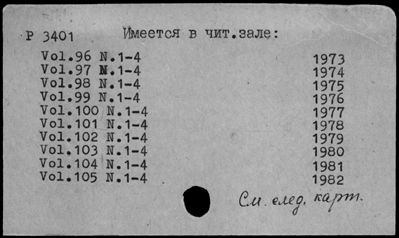 Р 3401 Имеется в чит.зале:
Vol.96 N.1-4 1973
Vol.97 N.1-4 1974
Vol.98 N.1-4 1975
Vol.99 N.1-4 1976
Vol.100 N.1-4 1977
Vol.101 N.1-4 1978
Vol.102 N.1-4 1979
Vol.103 N.1-4 1980
Vol.104 N.1-4 1981
Vol.105 N.1-4 1982
См. след. карт.